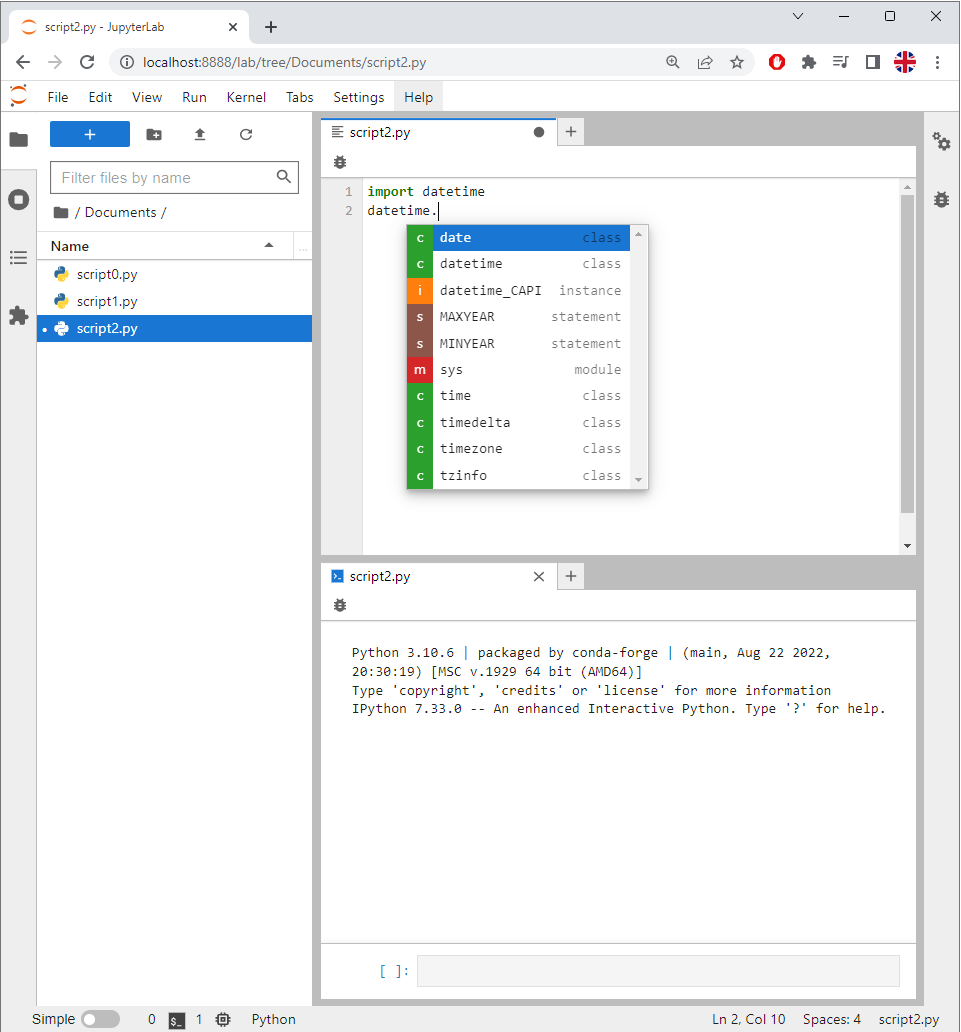 script2.py - JupyterLab
localhost:8888/lab/tree/Documents/script2.py
File Edit View Run Kernel Tabs Settings Help
+
Filter files by name
/ Documents /
Name
...
script0.py
script1.py
script2.py
script2.py
1 import datetime
2 datetime.
c date class
c datetime class
i datetime_CAPI instance
s MAXYEAR statement
s MINYEAR statement
m sys module
c time class
c timedelta class
c timezone class
c tzinfo class
script2.py
Python 3.10.6 | packaged by conda-forge | (main, Aug 22 2022,
20:30:19) [MSC v.1929 64 bit (AMD64)]
Type 'copyright', 'credits' or 'license' for more information
IPython 7.33.0 -- An enhanced Interactive Python. Type '?' for help.
[ ]:
Simple 0 $_ 1 Python Ln 2, Col 10 Spaces: 4 script2.py